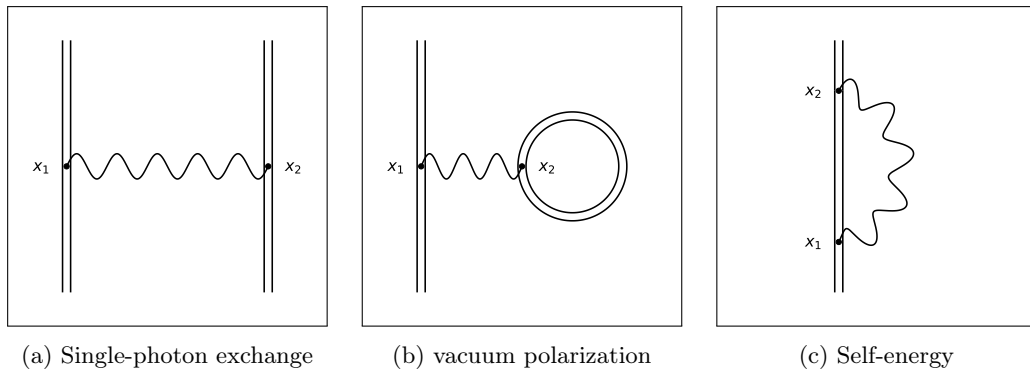 x₁ x₂
x₁ x₂
x₂
x₁
(a) Single-photon exchange
(b) vacuum polarization
(c) Self-energy